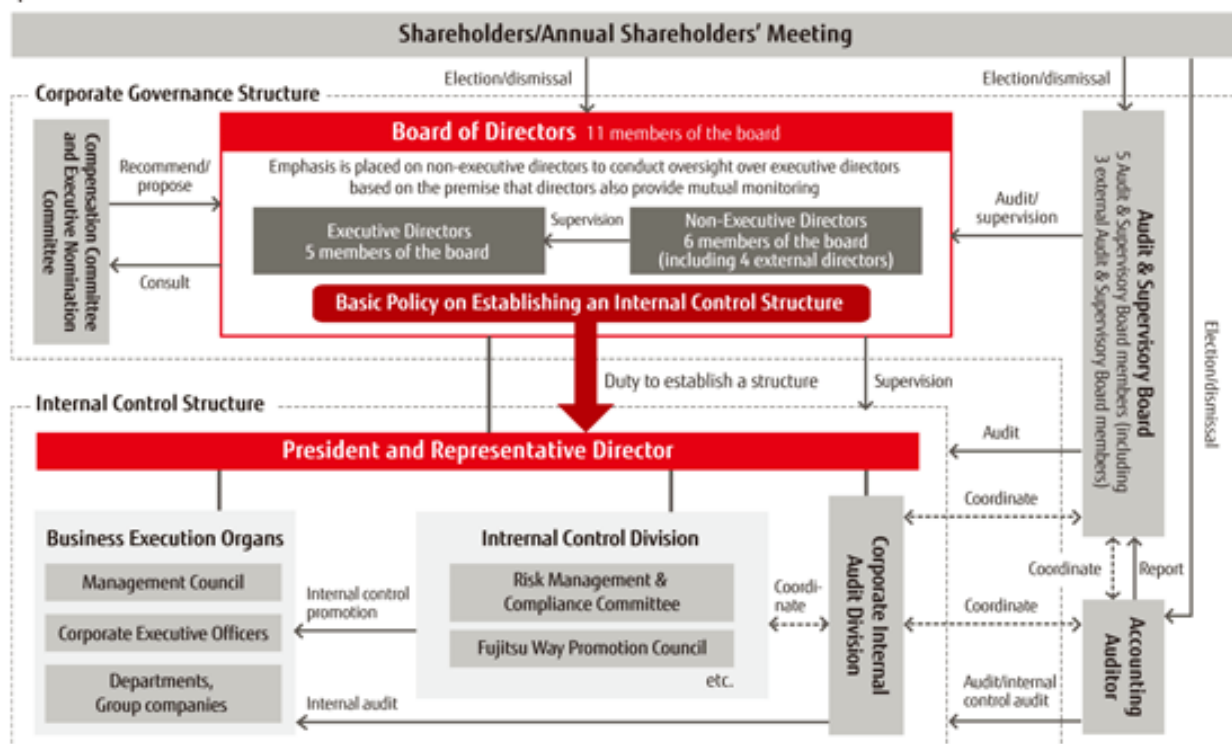 Shareholders/Annual Shareholders' Meeting
Election/dismissal
Election/dismissal
Corporate Governance Structure
Compensation Committee
and Executive Nomination
Committee
Recommend/
propose
Consult
Board of Directors 11 members of the board
Emphasis is placed on non-executive directors to conduct oversight over executive directors
based on the premise that directors also provide mutual monitoring
Executive Directors
5 members of the board
Supervision
Non-Executive Directors
6 members of the board
(including 4 external directors)
Basic Policy on Establishing an Internal Control Structure
Audit/
supervision
Audit & Supervisory Board
5 Audit & Supervisory Board members (including
3 external Audit & Supervisory Board members)
Election/dismissal
Duty to establish a structure
Supervision
Internal Control Structure
President and Representative Director
Audit
Coordinate
Business Execution Organs
Management Council
Corporate Executive Officers
Departments,
Group companies
Internal control
promotion
Intrernal Control Division
Risk Management &
Compliance Committee
Fujitsu Way Promotion Council
etc.
Coordi-
nate
Corporate Internal
Audit Division
Coordinate
Report
Coordinate
Accounting
Auditor
Internal audit
Audit/internal
control audit